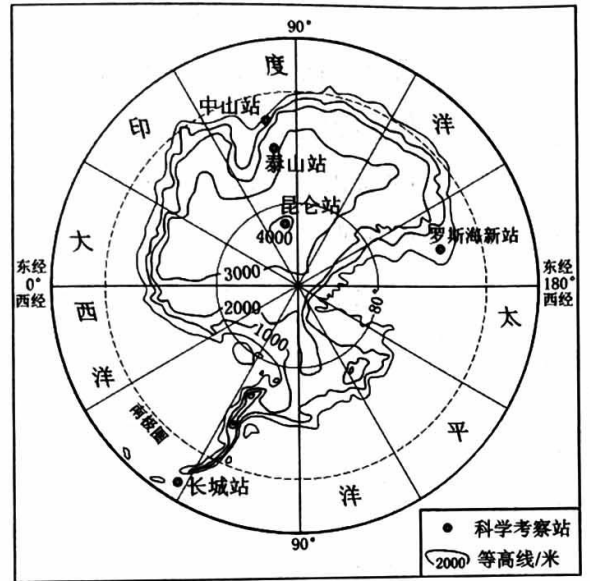 90°
度
中山站
印
洋
泰山站
昆仑站
4000
大
罗斯海新站
东经
0°
西经
3000
东经
180°
西经
80°
2000
1000
西
太
洋
南极圈
平
长城站
洋
90°
科学考察站
2000 等高线/米